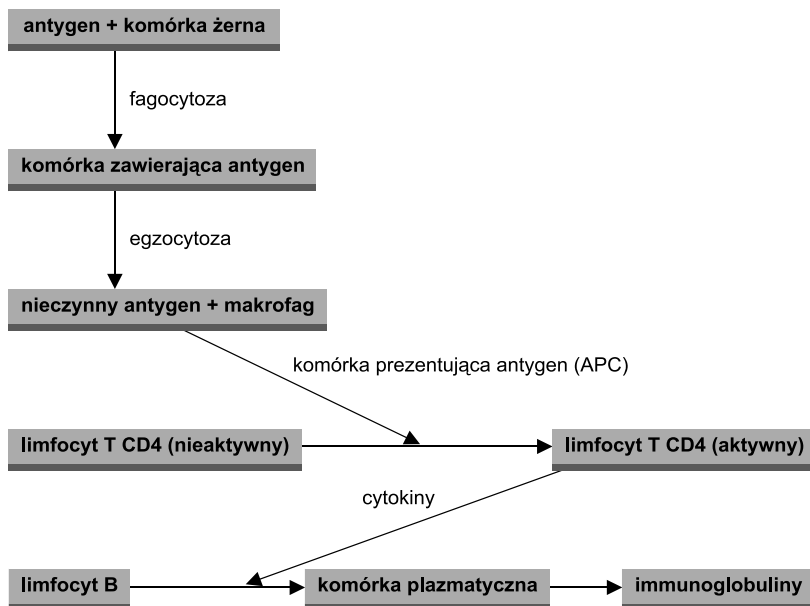 antygen + komórka żerna
fagocytoza
komórka zawierająca antygen
egzocytoza
nieczynny antygen + makrofag
komórka prezentująca antygen (APC)
limfocyt T CD4 (nieaktywny)
limfocyt T CD4 (aktywny)
cytokiny
limfocyt B
komórka plazmatyczna
immunoglobuliny